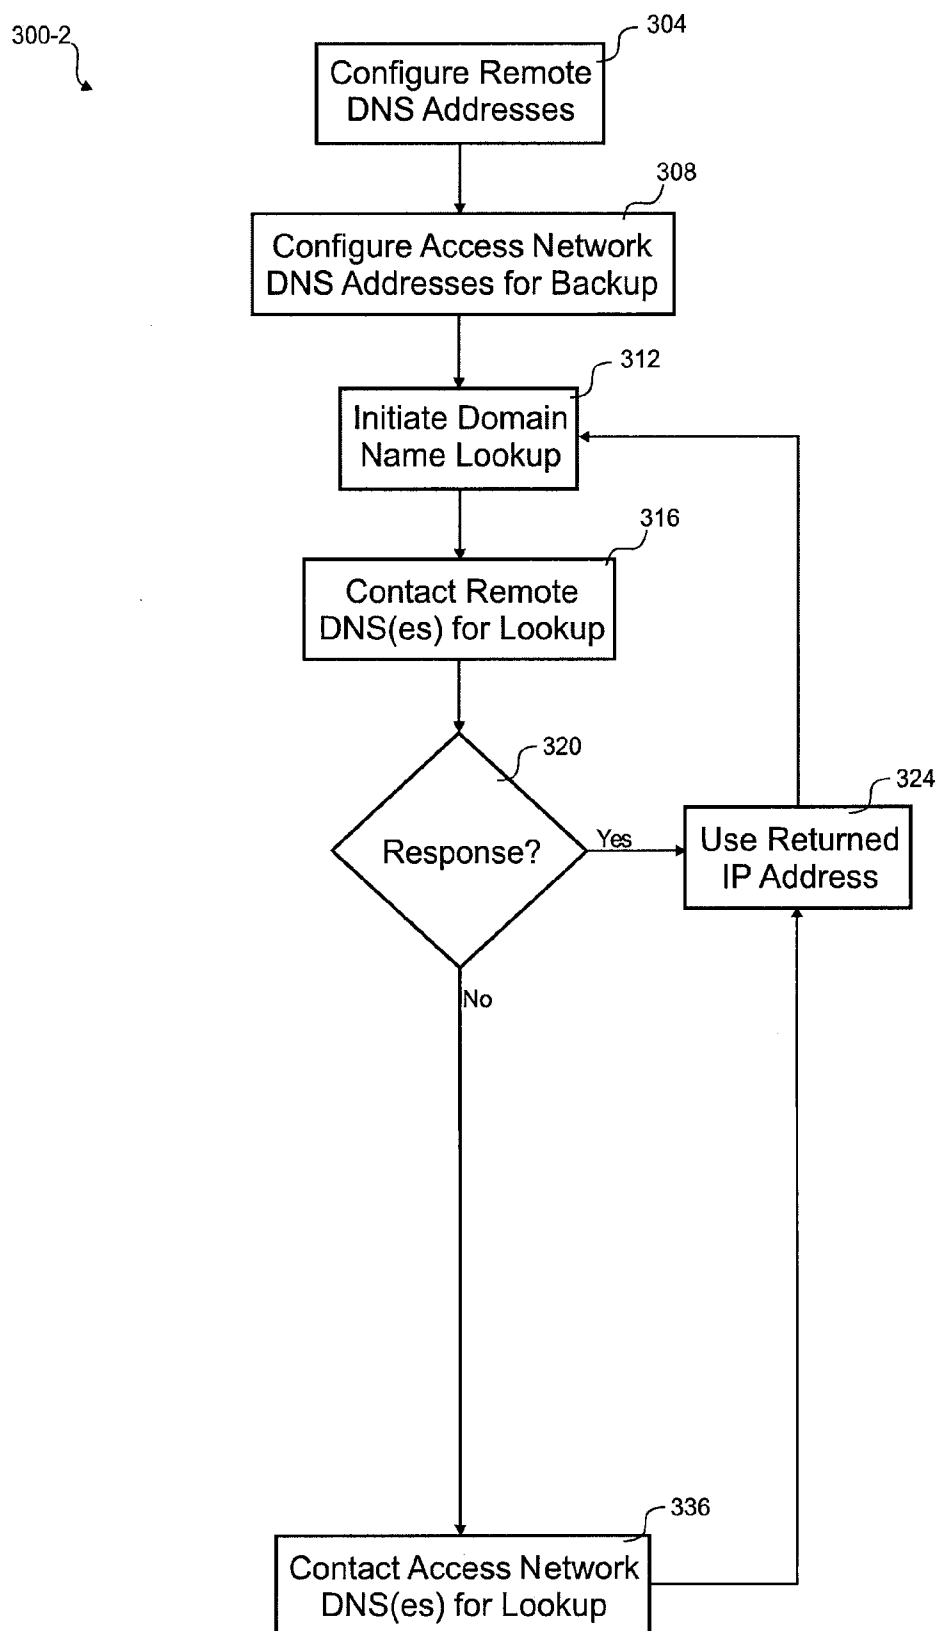 300-2
304
Configure Remote
DNS Addresses
308
Configure Access Network
DNS Addresses for Backup
312
Initiate Domain
Name Lookup
316
Contact Remote
DNS(es) for Lookup
320
Response?
Yes
324
Use Returned
IP Address
No
336
Contact Access Network
DNS(es) for Lookup